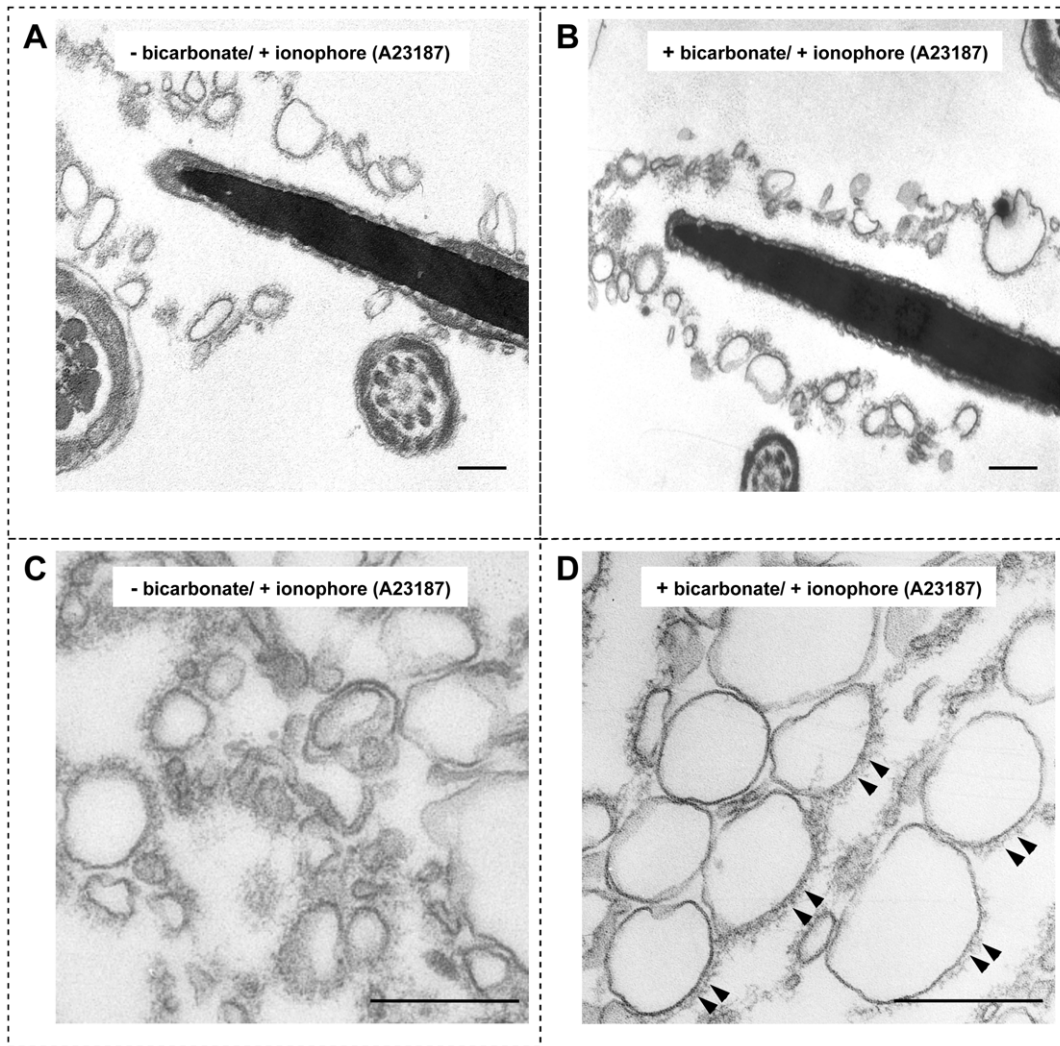 A
- bicarbonate/ + ionophore (A23187)
B
+ bicarbonate/ + ionophore (A23187)
C
- bicarbonate/ + ionophore (A23187)
D
+ bicarbonate/ + ionophore (A23187)